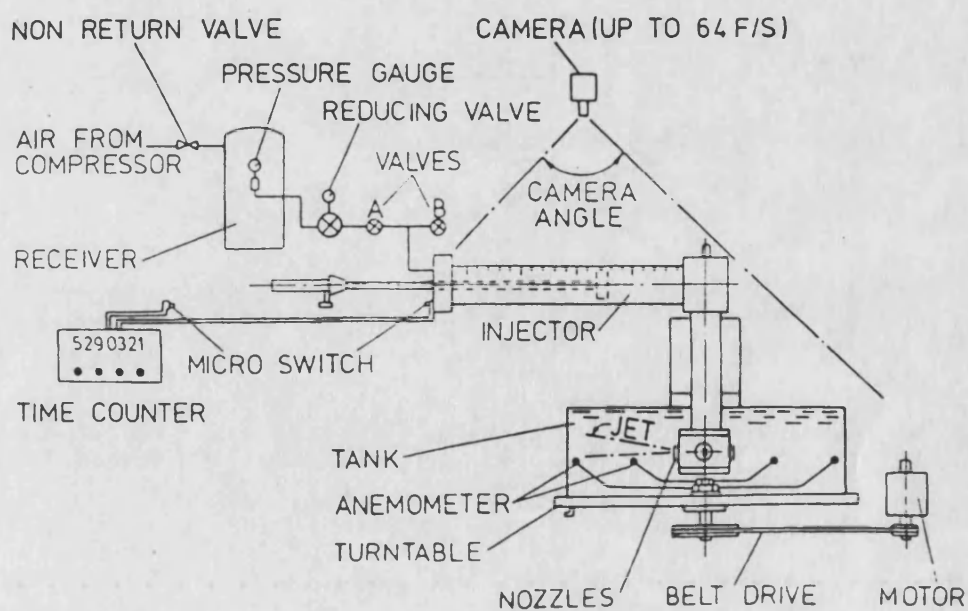 NON RETURN VALVE
CAMERA (UP TO 64 F/S)
PRESSURE GAUGE
REDUCING VALVE
AIR FROM
COMPRESSOR
VALVES
A
B
CAMERA
ANGLE
RECEIVER
INJECTOR
5290321
MICRO SWITCH
TIME COUNTER
JET
TANK
ANEMOMETER
TURNTABLE
NOZZLES
BELT DRIVE
MOTOR